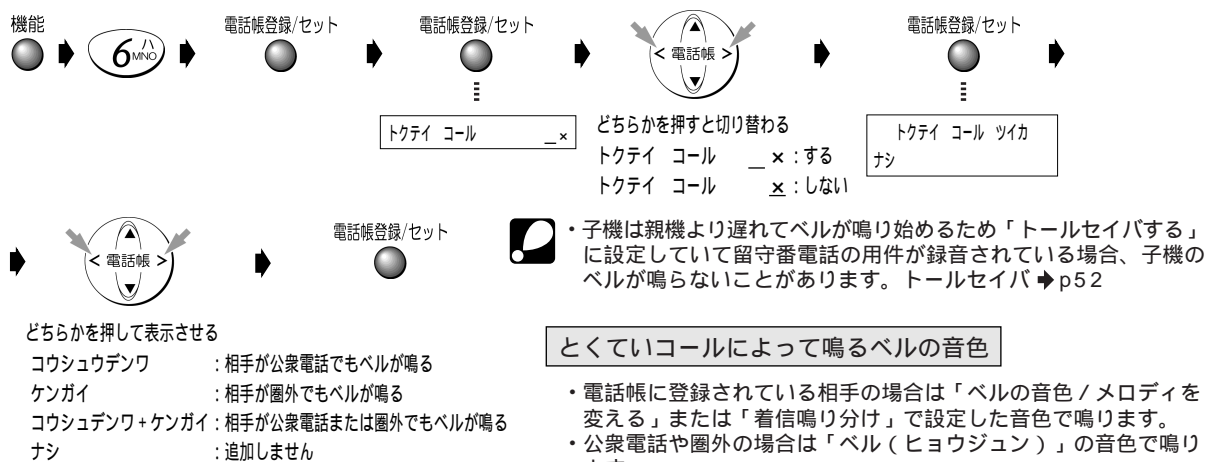 機能
6 ハ MNO
電話帳登録/セット
電話帳登録/セット
トクテイ コール _×
< 電話帳 >
どちらかを押すと切り替わる
トクテイ コール _ × : する
トクテイ コール × : しない
電話帳登録/セット
トクテイ コール ツイカ
ナシ
< 電話帳 >
どちらかを押して表示させる
コウシュウデンワ : 相手が公衆電話でもベルが鳴る
ケンガイ : 相手が圏外でもベルが鳴る
コウシュデンワ+ケンガイ : 相手が公衆電話または圏外でもベルが鳴る
ナシ : 追加しません
電話帳登録/セット
・子機は親機より遅れてベルが鳴り始めるため「トールセイバする」
に設定していて留守番電話の用件が録音されている場合、子機の
ベルが鳴らないことがあります。トールセイバ ➧ p52
とくていコールによって鳴るベルの音色
・電話帳に登録されている相手の場合は「ベルの音色 / メロディを
変える」または「着信鳴り分け」で設定した音色で鳴ります。
・公衆電話や圏外の場合は「ベル(ヒョウジュン)」の音色で鳴り